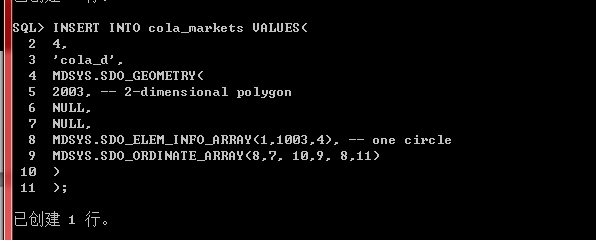 已创建 1 行。
SQL> INSERT INTO cola_markets VALUES(
2 4,
3 'cola_d',
4 MDSYS.SDO_GEOMETRY(
5 2003, -- 2-dimensional polygon
6 NULL,
7 NULL,
8 MDSYS.SDO_ELEM_INFO_ARRAY(1,1003,4), -- one circle
9 MDSYS.SDO_ORDINATE_ARRAY(8,7, 10,9, 8,11)
10 )
11 );
已创建 1 行。